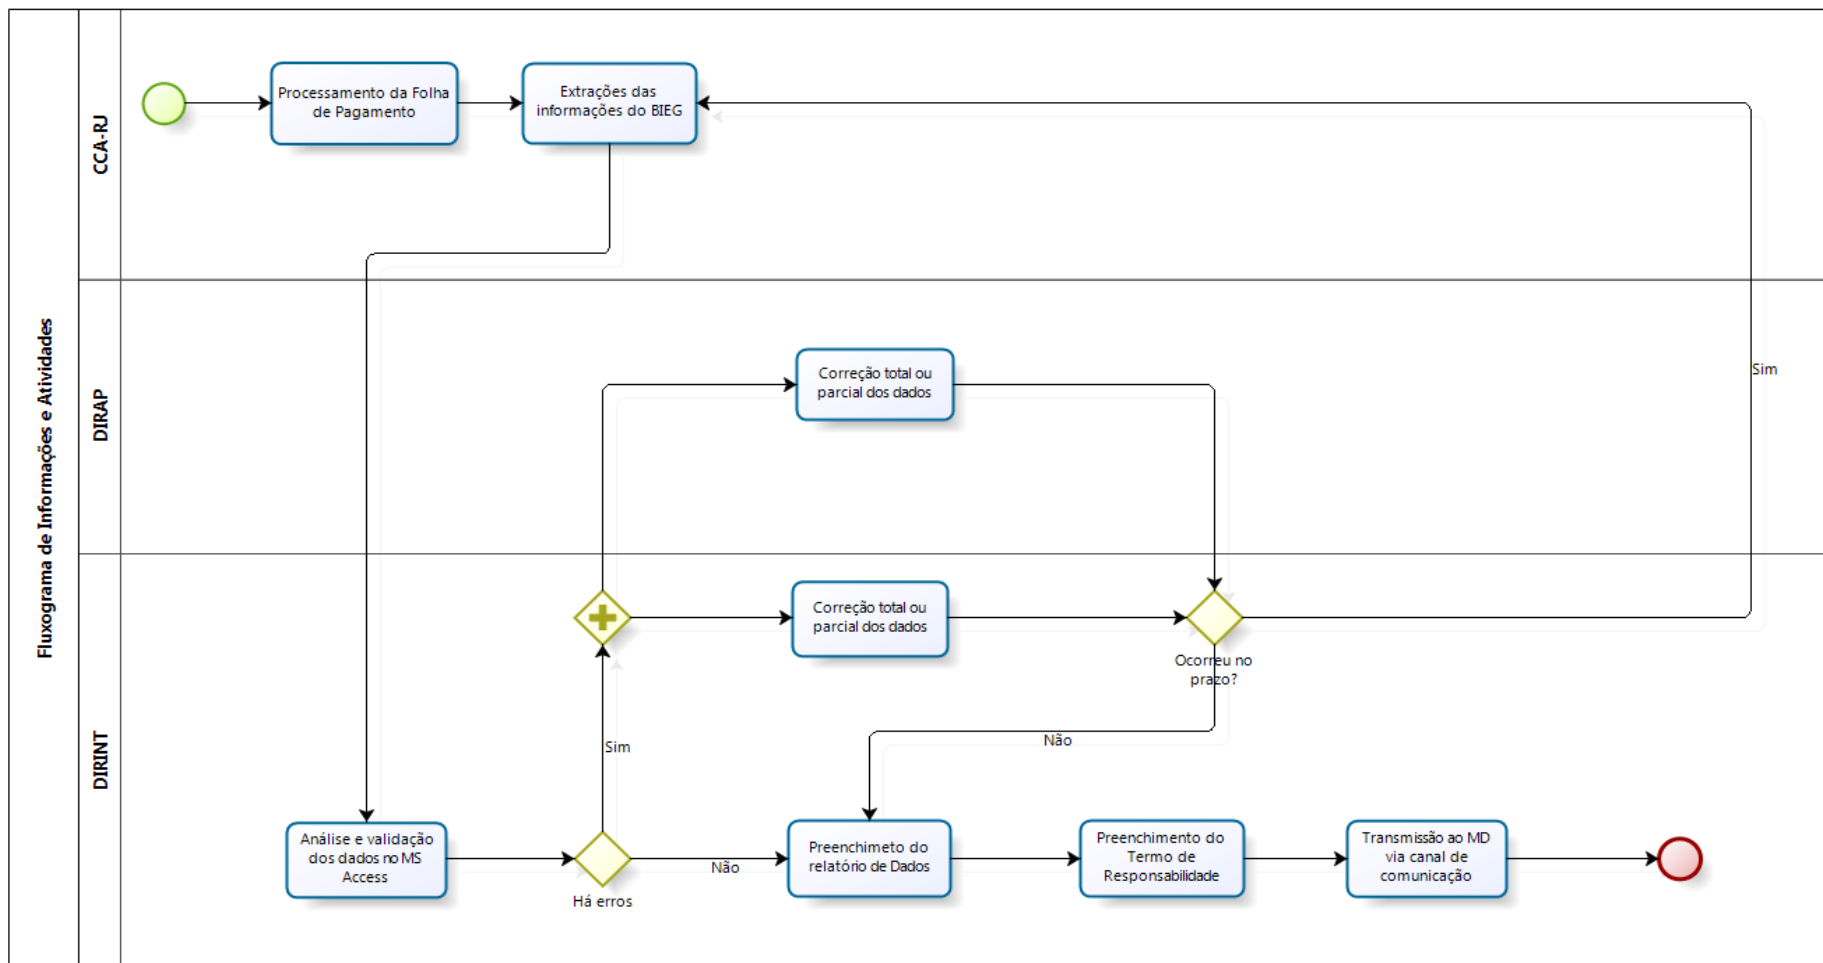 Fluxograma de Informações e Atividades
CCA-RJ
Processamento da Folha
de Pagamento
Extrações das
informações do BIEG
DIRAP
Correção total ou
parcial dos dados
Sim
DIRINT
Correção total ou
parcial dos dados
Ocorreu no
prazo?
Sim
Não
Análise e validação
dos dados no MS
Access
Há erros
Não
Preenchimeto do
relatório de Dados
Preenchimento do
Termo de
Responsabilidade
Transmissão ao MD
via canal de
comunicação